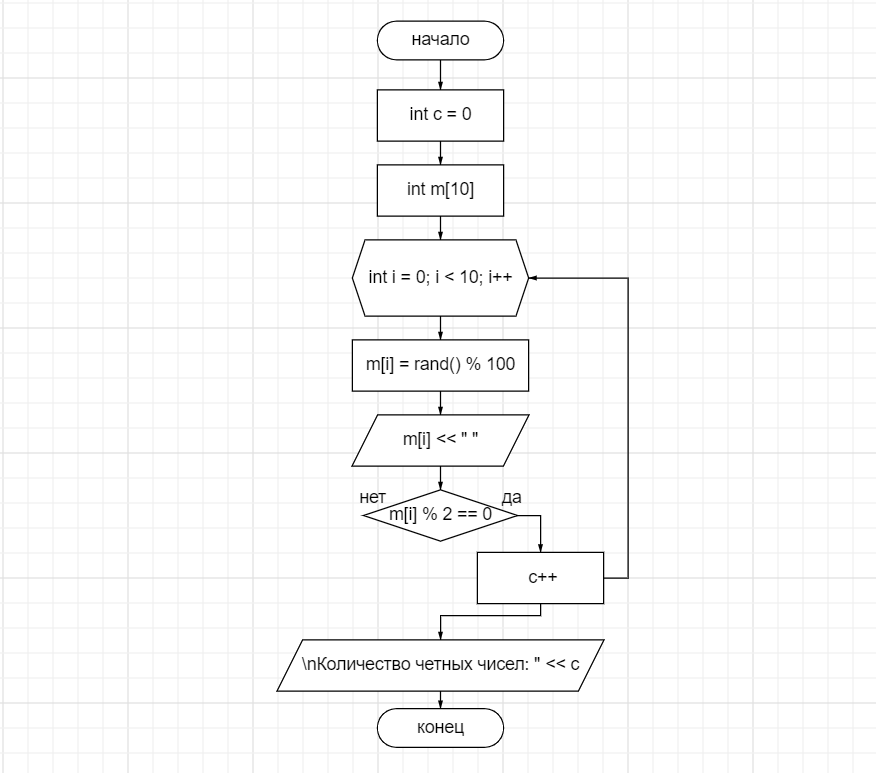 начало
int c = 0
int m[10]
int i = 0; i < 10; i++
m[i] = rand() % 100
m[i] << " "
нет
да
m[i] % 2 == 0
c++
\nКоличество четных чисел: " << c
конец